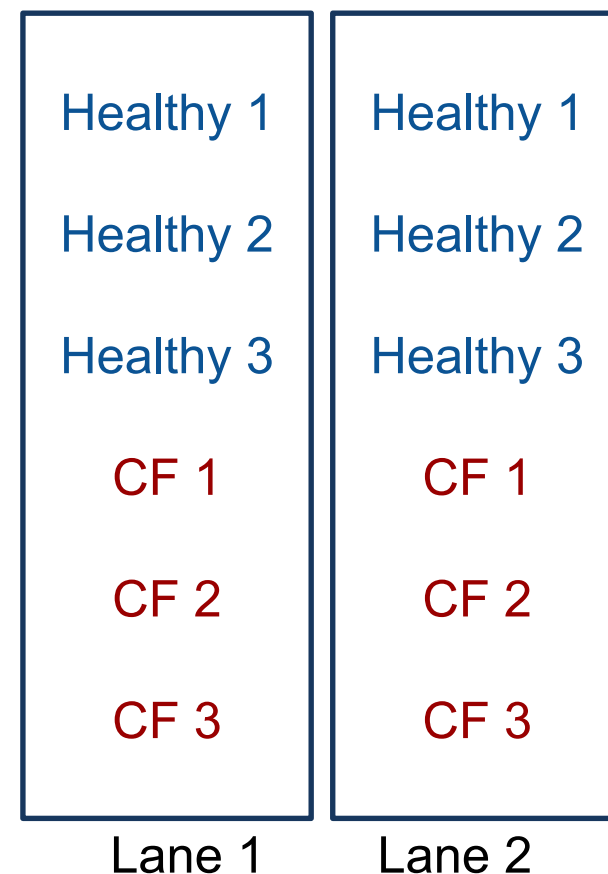 Healthy 1 Healthy 1
Healthy 2 Healthy 2
Healthy 3 Healthy 3
CF 1 CF 1
CF 2 CF 2
CF 3 CF 3
Lane 1 Lane 2